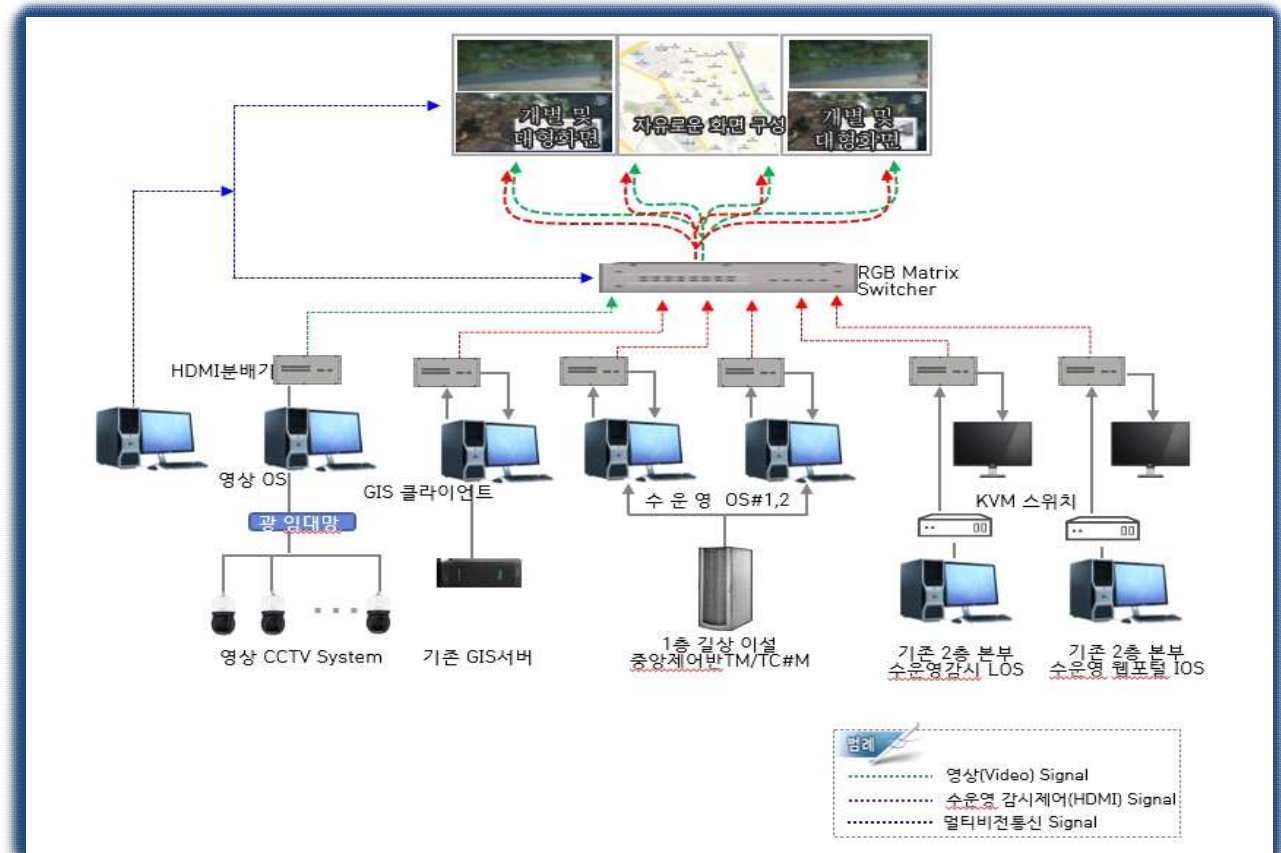 개별 및
대형화면
자유로운 화면 구성
개별 및
대형화면
RGB Matrix
Switcher
HDMI분배기
영상 OS
GIS 클라이언트
수 운 영 OS#1,2
KVM 스위치
광 임대망
영상 CCTV System
기존 GIS서버
1층 길상 이설
중앙제어반TM/TC#M
기존 2층 본부
수운영감시 LOS
기존 2층 본부
수운영 웹포털 IOS
범례
영상(Video) Signal
수운영 감시제어(HDMI) Signal
멀티비전통신 Signal